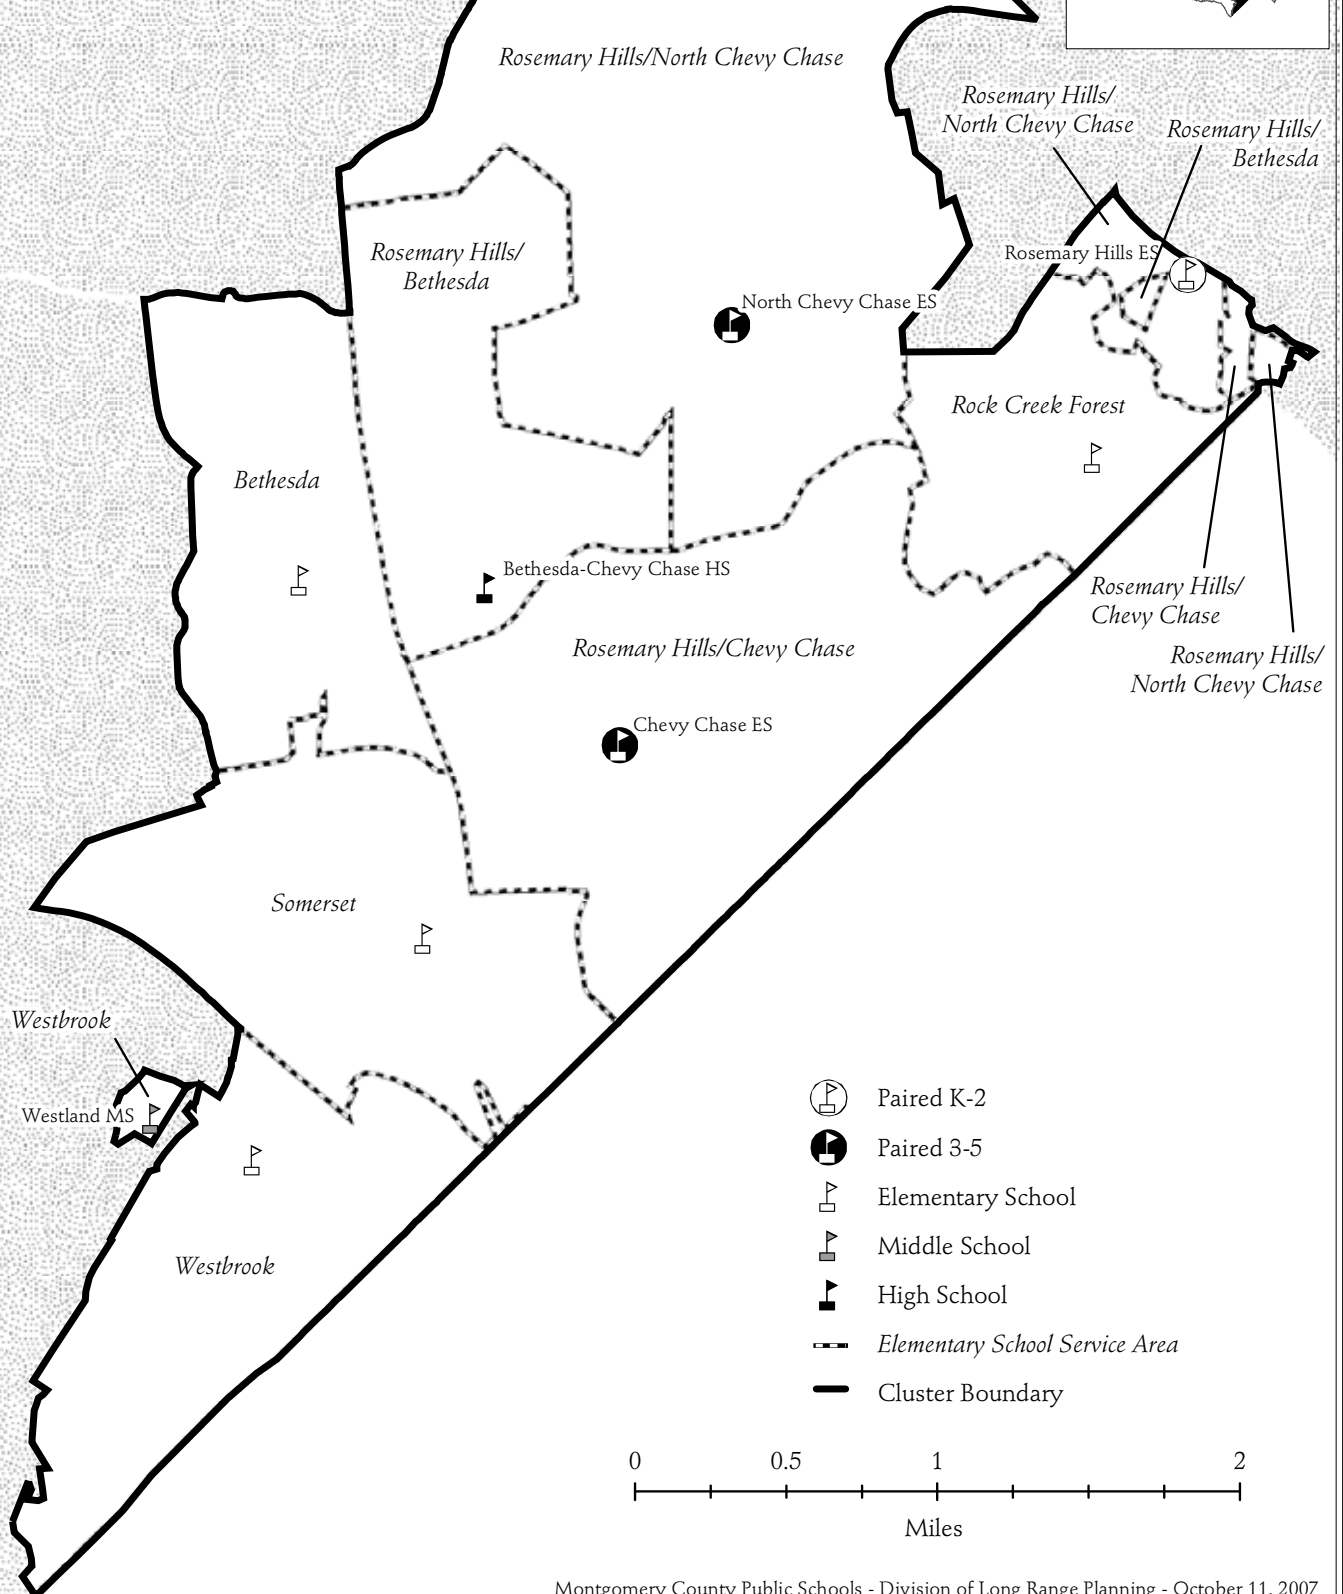 Rosemary Hills/North Chevy Chase
Rosemary Hills/
North Chevy Chase
Rosemary Hills/
Bethesda
Rosemary Hills/
Bethesda
Rosemary Hills ES
North Chevy Chase ES
Rock Creek Forest
Bethesda
Bethesda-Chevy Chase HS
Rosemary Hills/
Chevy Chase
Rosemary Hills/Chevy Chase
Rosemary Hills/
North Chevy Chase
Chevy Chase ES
Somerset
Westbrook
Westland MS
Westbrook
Paired K-2
Paired 3-5
Elementary School
Middle School
High School
Elementary School Service Area
Cluster Boundary
0 0.5 1 2
Miles
Montgomery County Public Schools - Division of Long Range Planning - October 11, 2007